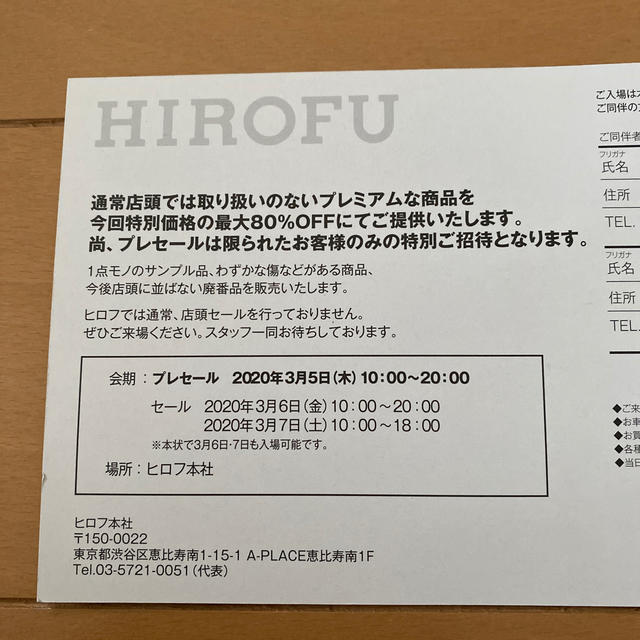 HIROFU
通常店頭では取り扱いのないプレミアムな商品を
今回特別価格の最大80%OFFにてご提供いたします。
尚、プレセールは限られたお客様のみの特別ご招待となります。
1点モノのサンプル品、わずかな傷などがある商品、
今後店頭に並ばない廃番品を販売いたします。
ヒロフでは通常、店頭セールを行っておりません。
ぜひご来場ください。スタッフ一同お待ちしております。
会期：プレセール 2020年3月5日(木) 10:00〜20:00
セール 2020年3月6日(金) 10:00〜20:00
2020年3月7日(土) 10:00〜18:00
※本状で3月6日・7日も入場可能です。
場所：ヒロフ本社
ヒロフ本社
〒150-0022
東京都渋谷区恵比寿南1-15-1 A-PLACE恵比寿南1F
Tel.03-5721-0051（代表）
ご入場は
ご同伴の
ご同伴者
フリガナ
氏名
住所
TEL.
フリガナ
氏名
住所
TEL.
◆ご来
◆お車
◆お買
◆各種
◆当日